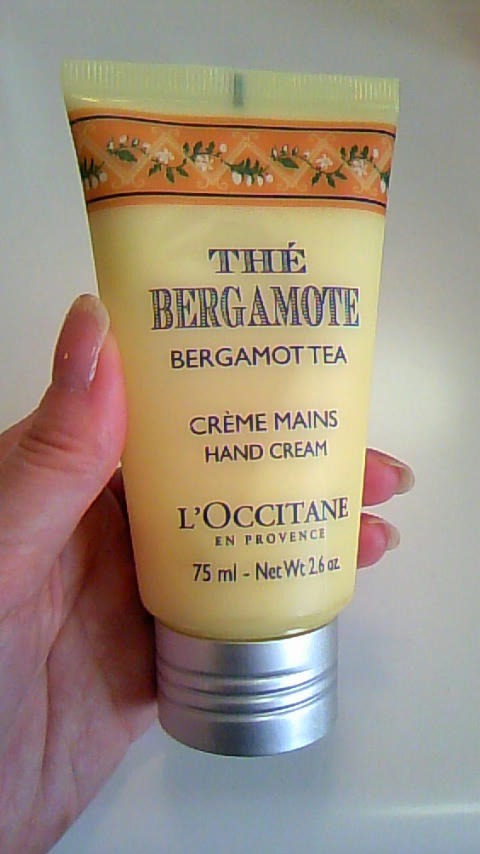 THÉ
BERGAMOTE
BERGAMOT TEA
CRÈME MAINS
HAND CREAM
L'OCCITANE
EN PROVENCE
75 ml - Net Wt 2.6 oz.